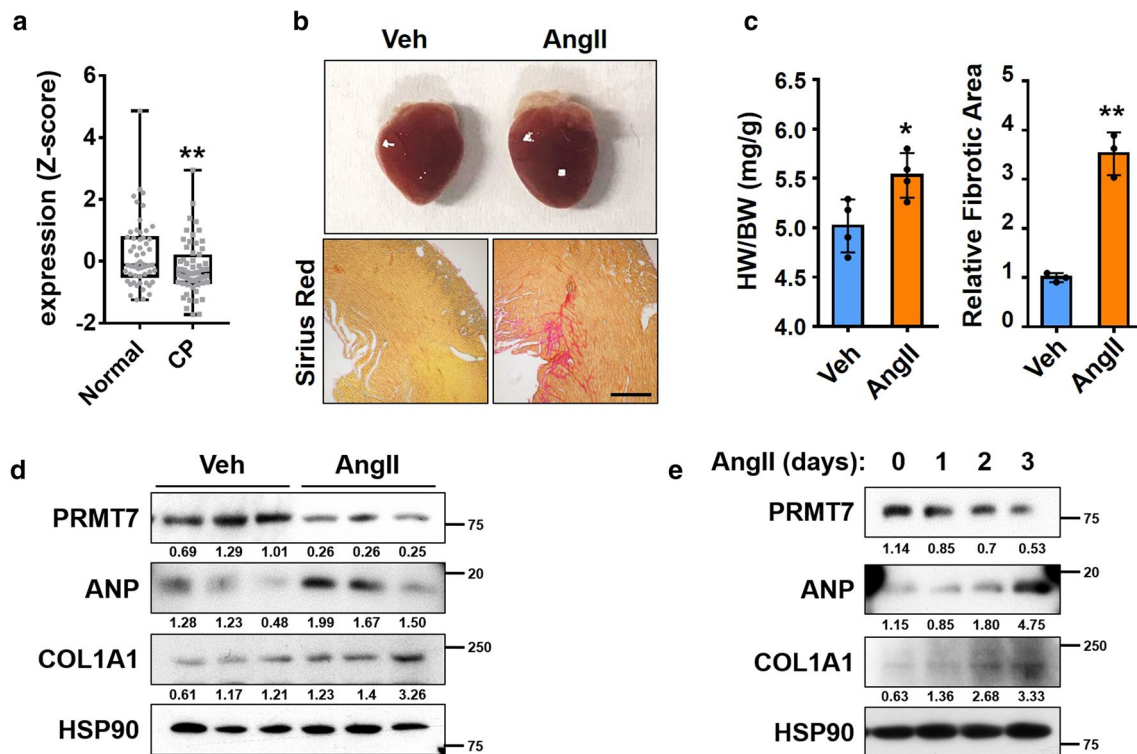 a
expression (Z-score)
6
4
2
0
-2
**
Normal
CP
b
Veh
AngII
Sirius Red
c
HW/BW (mg/g)
6.5
6.0
5.5
5.0
4.5
4.0
*
Veh
AngII
Relative Fibrotic Area
5
4
3
2
1
0
**
Veh
AngII
d
Veh
AngII
PRMT7
75
0.69 1.29 1.01 0.26 0.26 0.25
ANP
20
1.28 1.23 0.48 1.99 1.67 1.50
COL1A1
250
0.61 1.17 1.21 1.23 1.4 3.26
HSP90
75
e
AngII (days): 0 1 2 3
PRMT7
75
1.14 0.85 0.7 0.53
ANP
20
1.15 0.85 1.80 4.75
COL1A1
250
0.63 1.36 2.68 3.33
HSP90
75